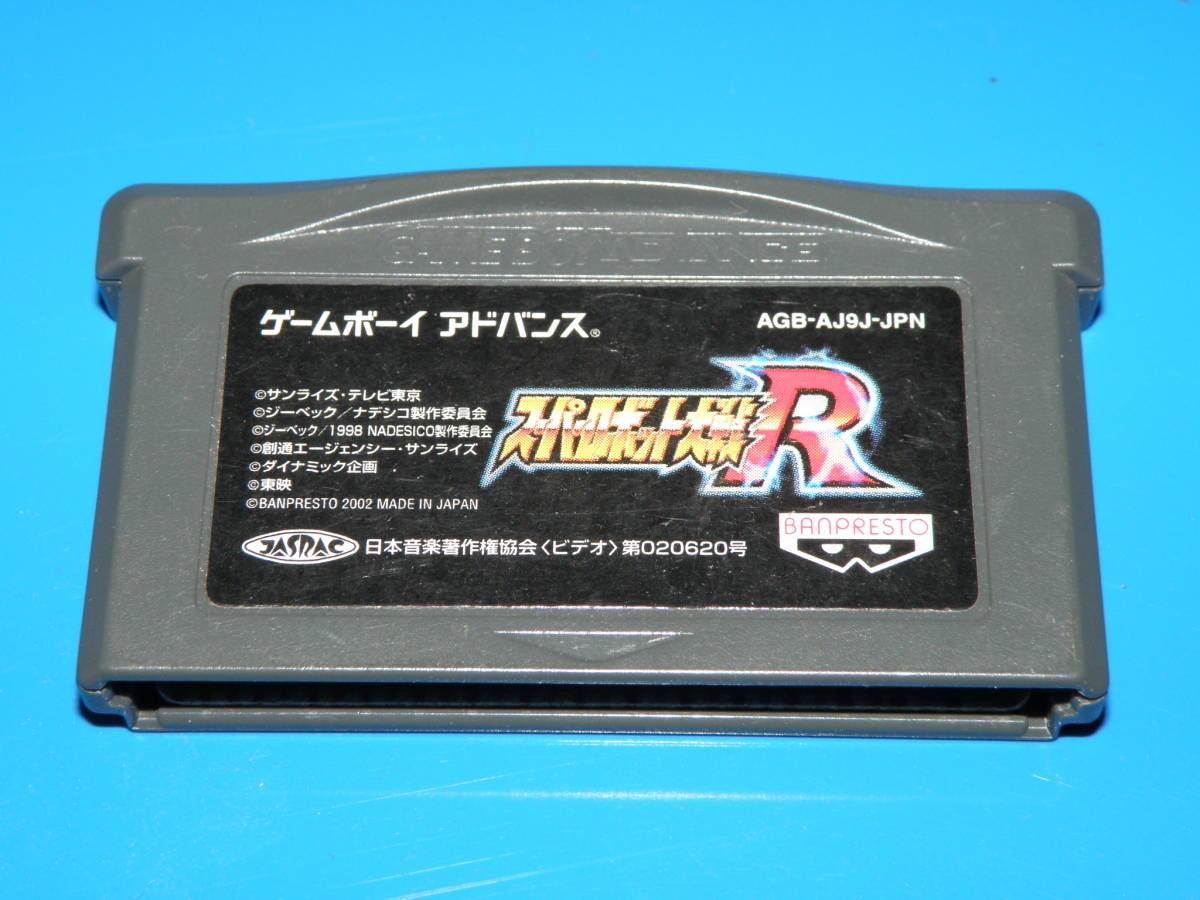 GAME BOY ADVANCE
ゲームボーイ アドバンス®
AGB-AJ9J-JPN
©サンライズ・テレビ東京
©ジーベック／ナデシコ製作委員会
©ジーベック/1998 NADESICO製作委員会
©創通エージェンシー・サンライズ
©ダイナミック企画
©東映
©BANPRESTO 2002 MADE IN JAPAN
スーパーロボット大戦R
BANPRESTO
JASRAC 日本音楽著作権協会〈ビデオ〉第020620号